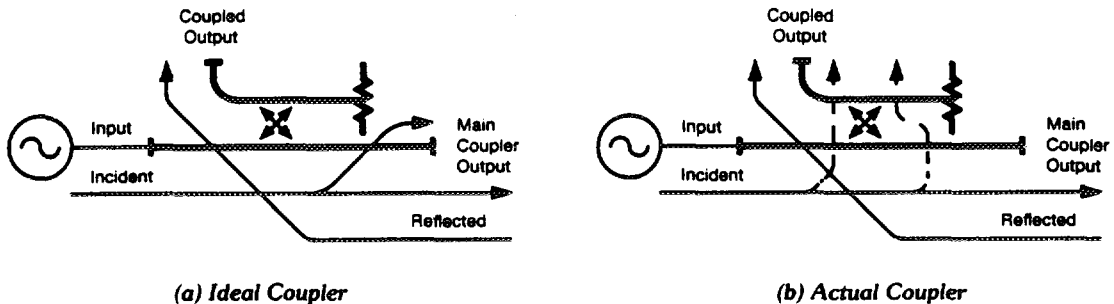 Coupled
Output
Input
Incident
Main
Coupler
Output
Reflected
(a) Ideal Coupler
Coupled
Output
Input
Incident
Main
Coupler
Output
Reflected
(b) Actual Coupler